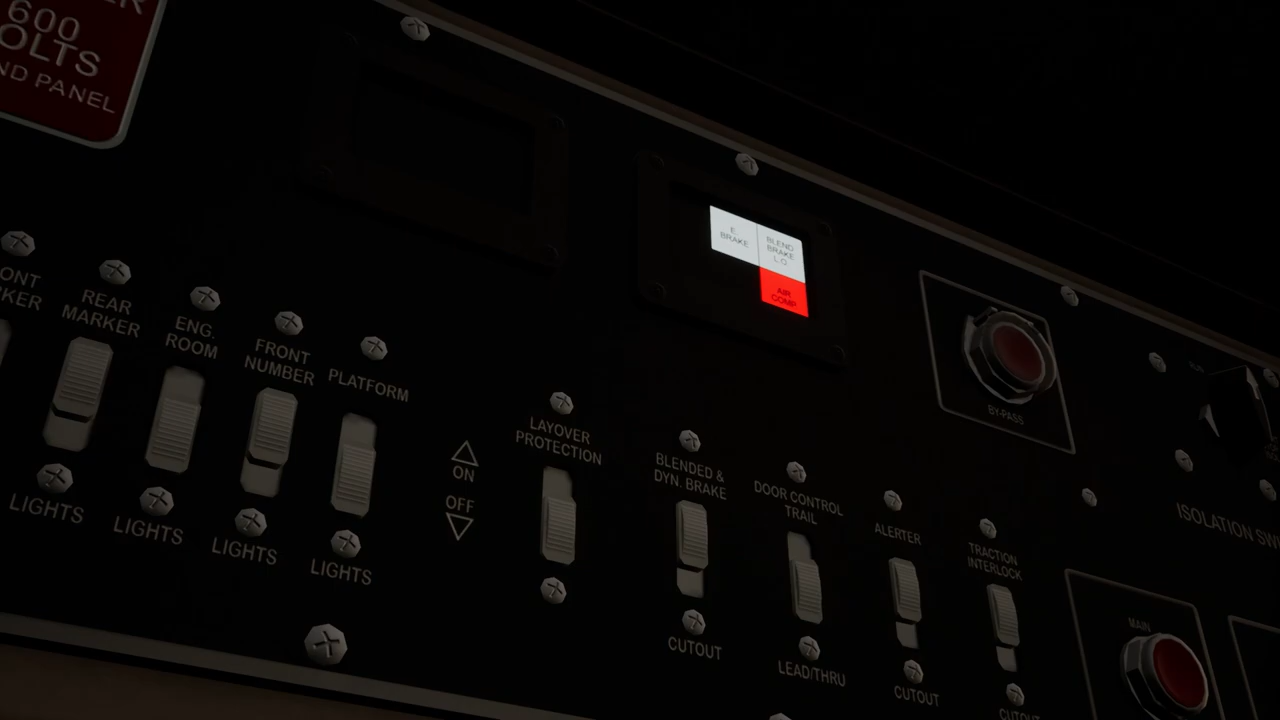 600
OLTS
ND PANEL
E.
BRAKE
BLEND
BRAKE
L.O.
AIR
COMP
ONT
KER
REAR
MARKER
ENG.
ROOM
FRONT
NUMBER
PLATFORM
LIGHTS
LIGHTS
LIGHTS
LIGHTS
ON
OFF
LAYOVER
PROTECTION
BLENDED &
DYN. BRAKE
CUTOUT
DOOR CONTROL
TRAIL
LEAD/THRU
ALERTER
CUTOUT
TRACTION
INTERLOCK
CUTOUT
BY-PASS
ISOLATION SW
MAIN